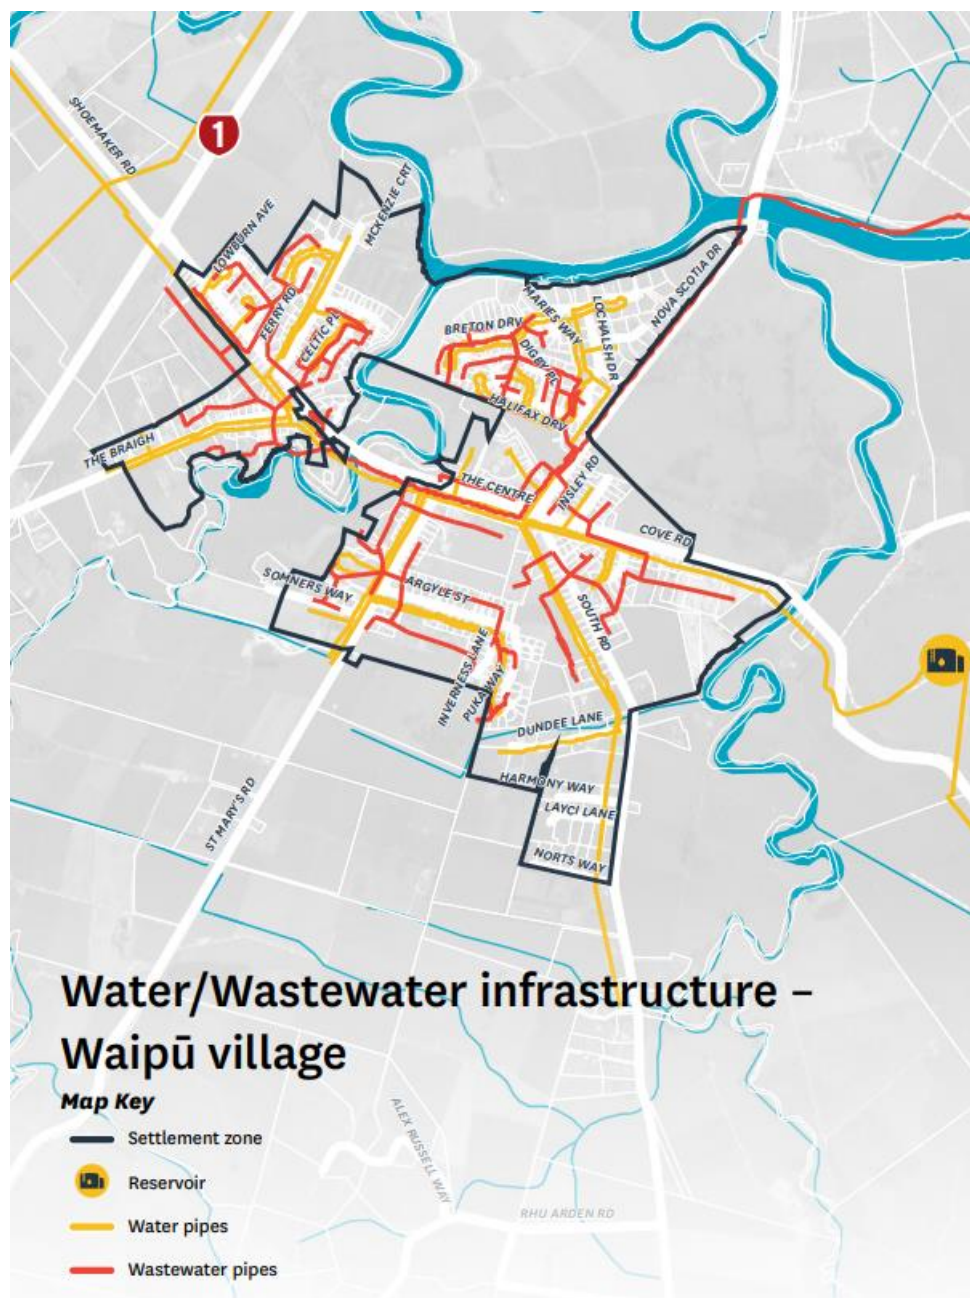 SHOEMAKER RD
1
MCKENZIE CRT
LOWBURN AVE
FERRY RD
CELTIC PL
NOVA SCOTIA DR
MARIES WAY
LOCHALSH DR
BRETON DRV
DIGBY PL
HALIFAX DRV
THE BRAIGH
THE CENTRE
INSLEY RD
COVE RD
SOMNERS WAY
ARGYLE ST
SOUTH RD
INVERNESS LANE
PUKA WAY
DUNDEE LANE
HARMONY WAY
LAYCI LANE
NORTS WAY
ST MARY'S RD
Water/Wastewater infrastructure –
Waipū village
Map Key
Settlement zone
Reservoir
Water pipes
Wastewater pipes
ALEX RUSSELL WAY
RHU ARDEN RD